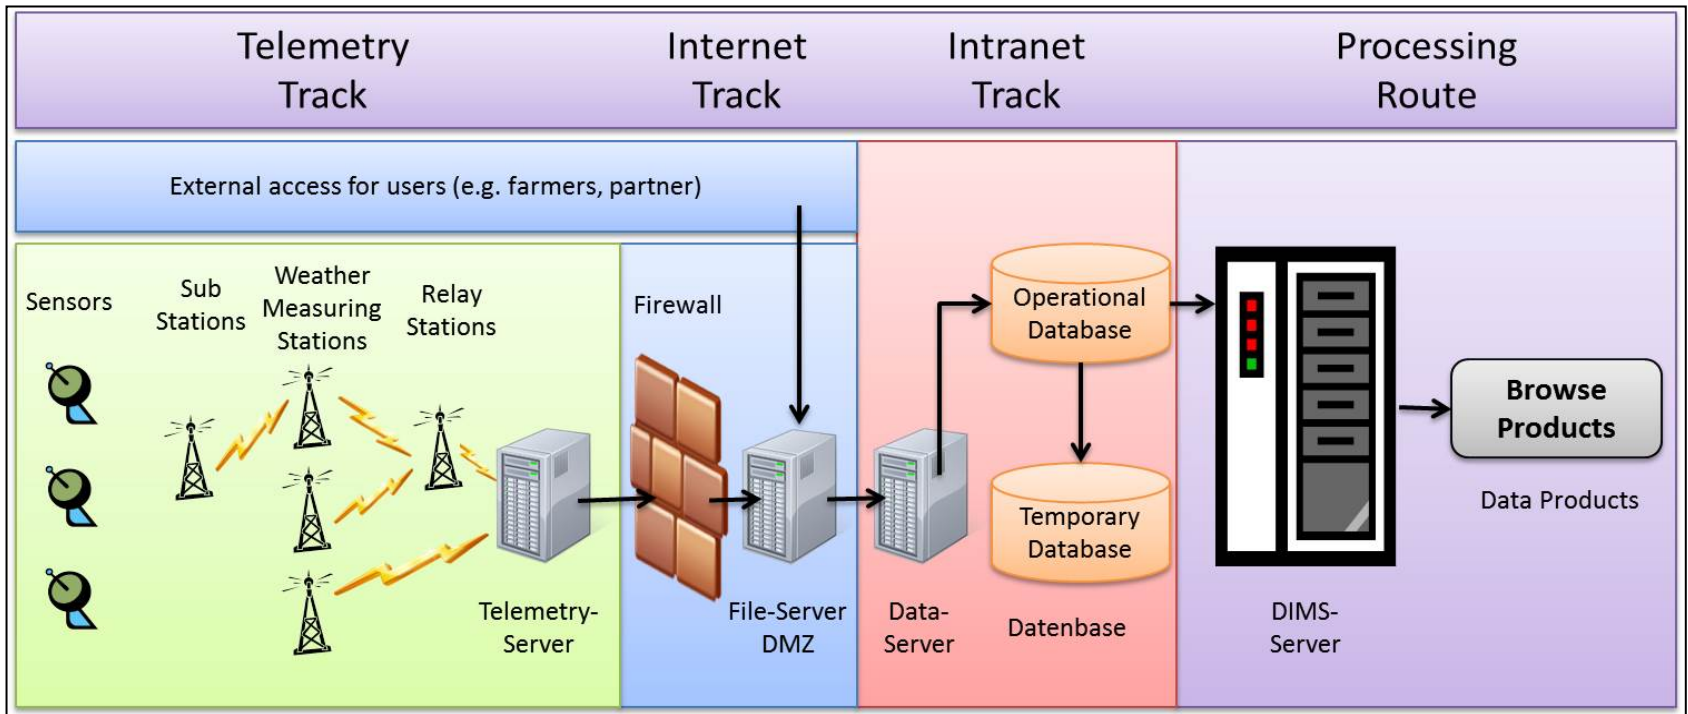 Telemetry
Track
Internet
Track
Intranet
Track
Processing
Route
External access for users (e.g. farmers, partner)
Sensors
Sub
Stations
Weather
Measuring
Stations
Relay
Stations
Telemetry-
Server
Firewall
File-Server
DMZ
Data-
Server
Operational
Database
Temporary
Database
Datenbase
DIMS-
Server
Browse
Products
Data Products